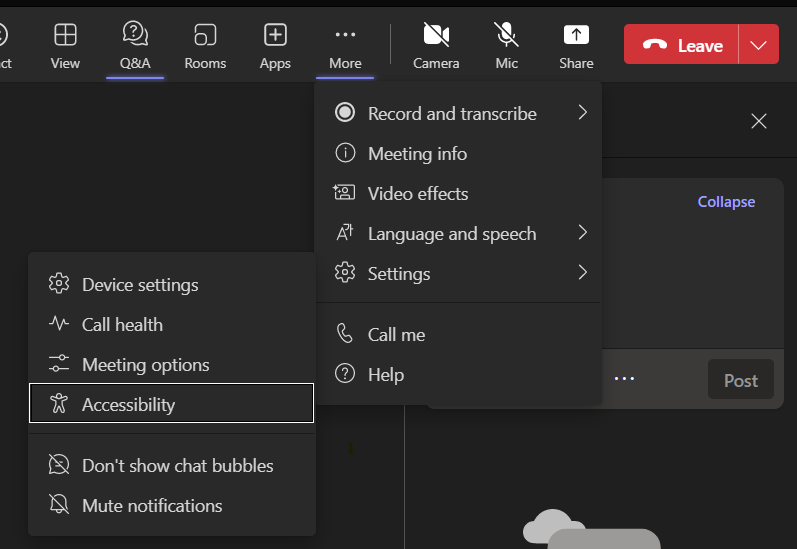 ct
View
Q&A
Rooms
Apps
More
Camera
Mic
Share
Leave
Record and transcribe
Meeting info
Video effects
Language and speech
Settings
Call me
Help
Device settings
Call health
Meeting options
Accessibility
Don't show chat bubbles
Mute notifications
Collapse
Post